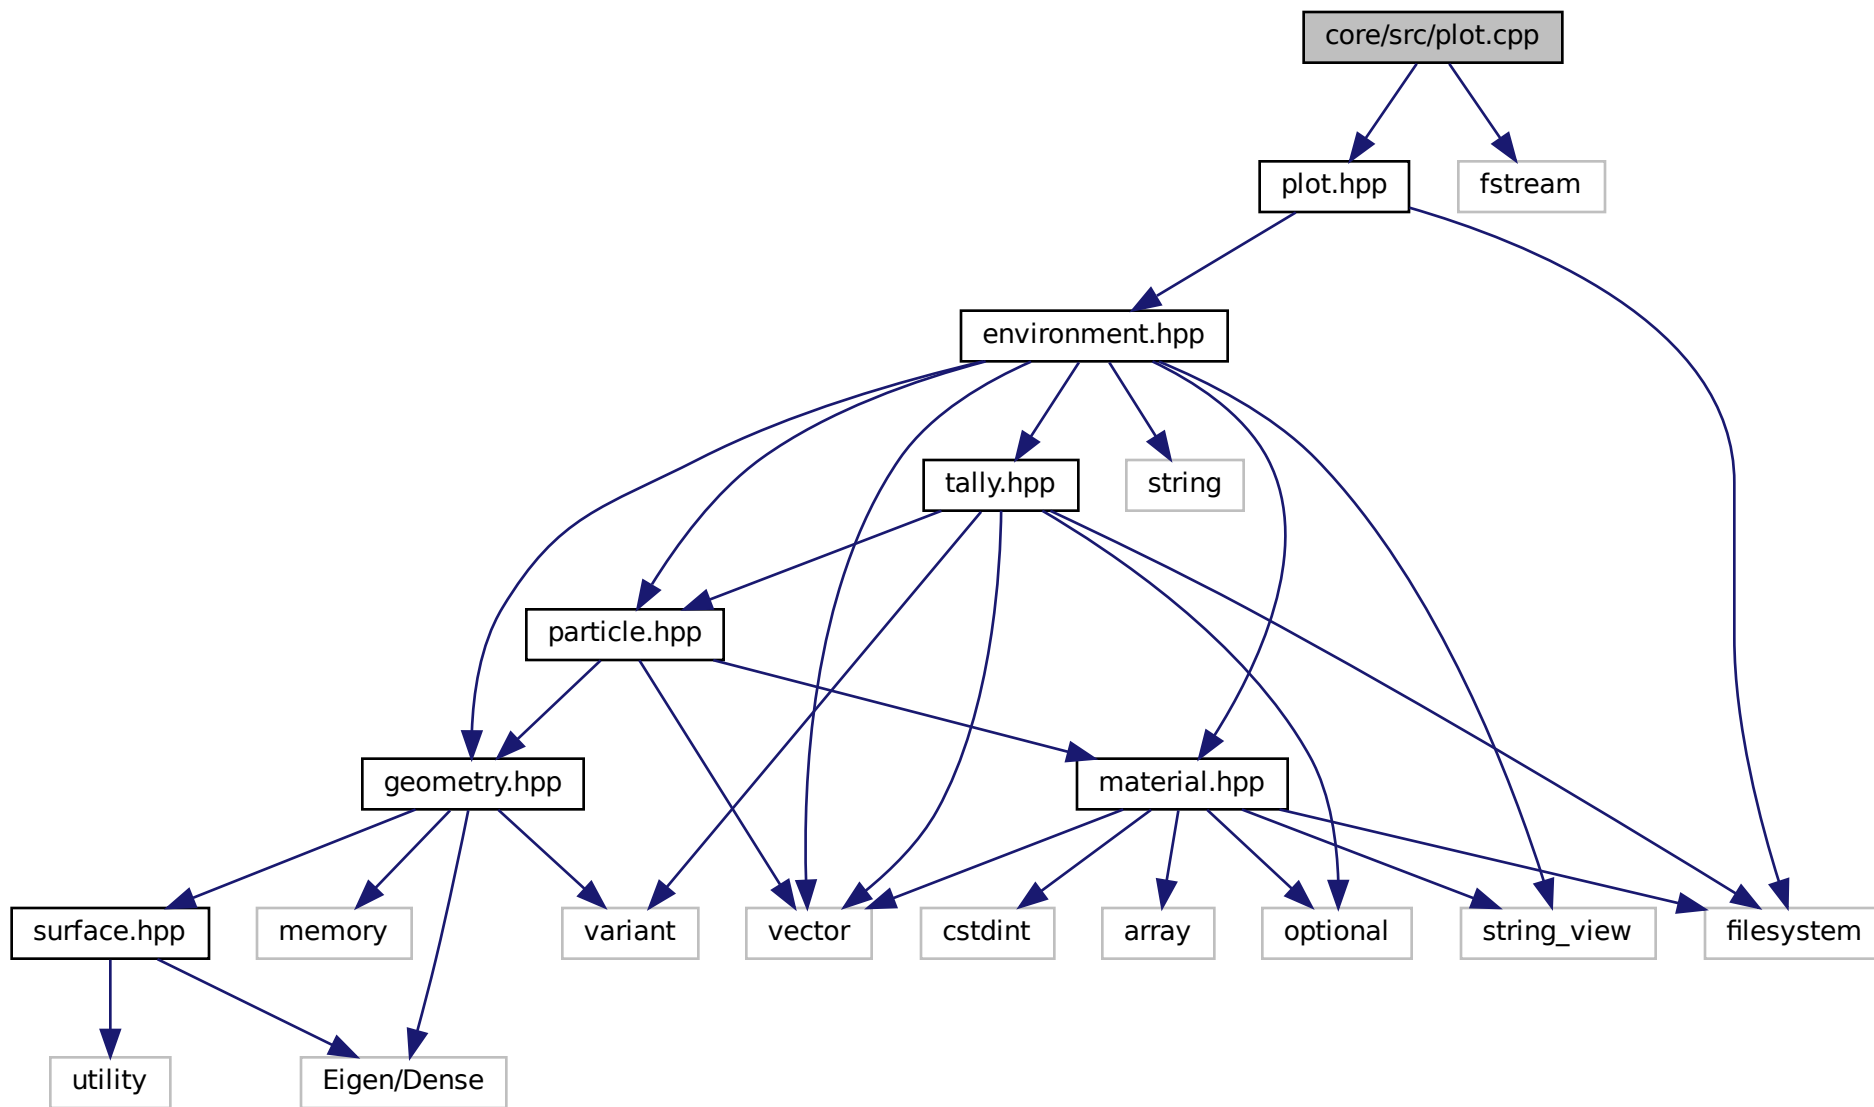 core/src/plot.cpp
plot.hpp
fstream
environment.hpp
tally.hpp
string
particle.hpp
geometry.hpp
material.hpp
surface.hpp
memory
variant
vector
cstdint
array
optional
string_view
filesystem
utility
Eigen/Dense